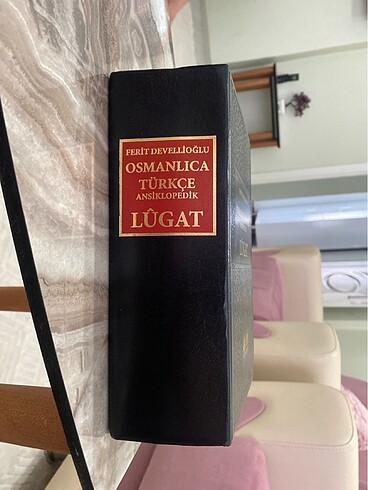 FERİT DEVELLİOĞLU
OSMANLICA
TÜRKÇE
ANSİKLOPEDİK
LÛGAT